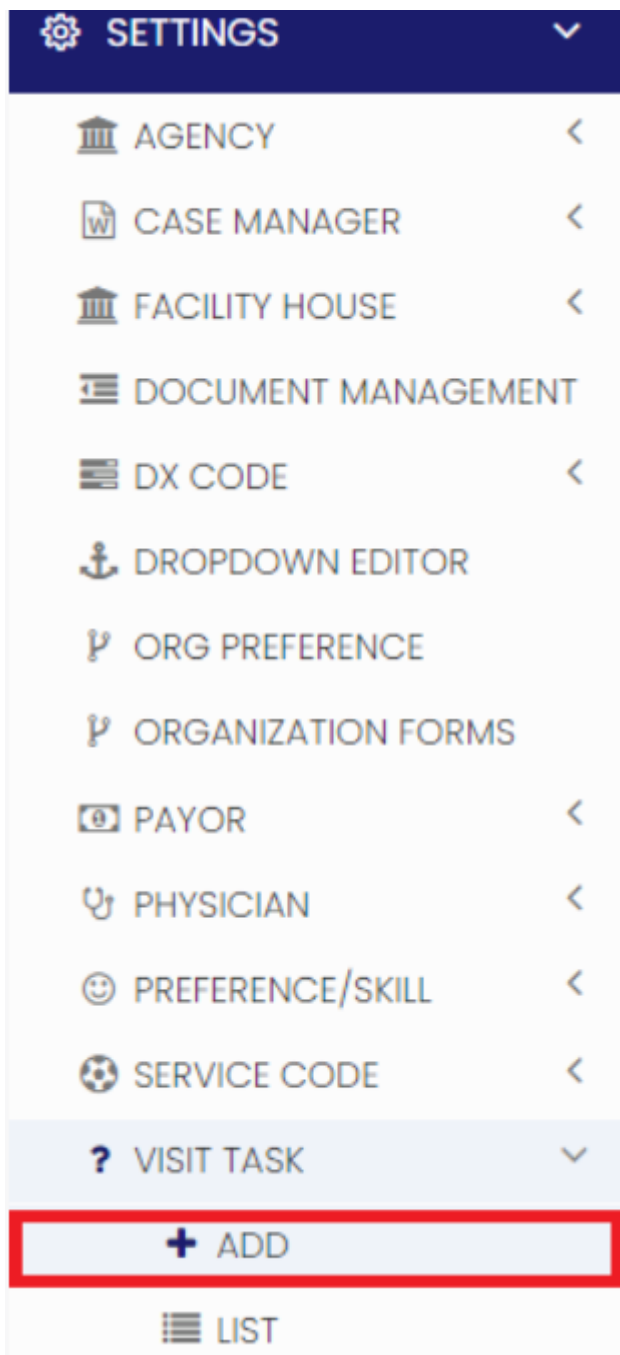 SETTINGS
AGENCY
CASE MANAGER
FACILITY HOUSE
DOCUMENT MANAGEMENT
DX CODE
DROPDOWN EDITOR
ORG PREFERENCE
ORGANIZATION FORMS
PAYOR
PHYSICIAN
PREFERENCE/SKILL
SERVICE CODE
? VISIT TASK
+ ADD
LIST